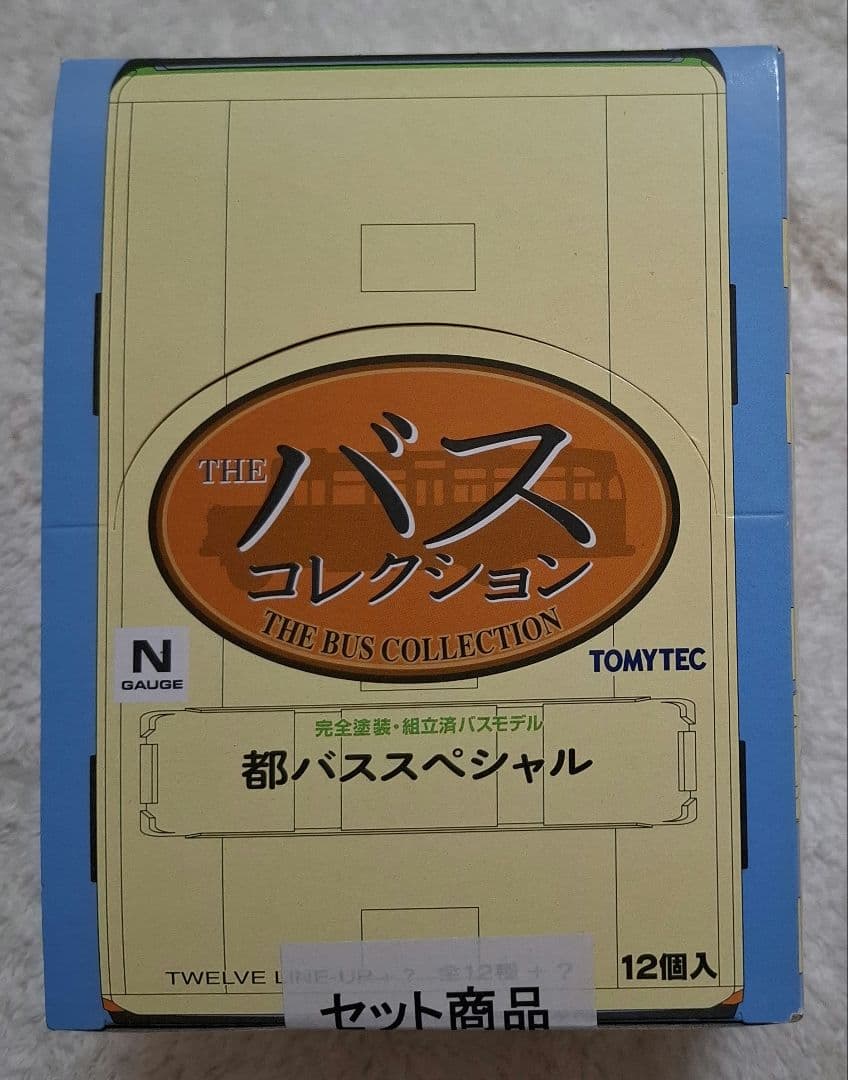 THE バス
コレクション
THE BUS COLLECTION
N
GAUGE
TOMYTEC
完全塗装・組立済バスモデル
都バススペシャル
TWELVE LINE-UP + ? 全12種 + ?
12個入
セット商品